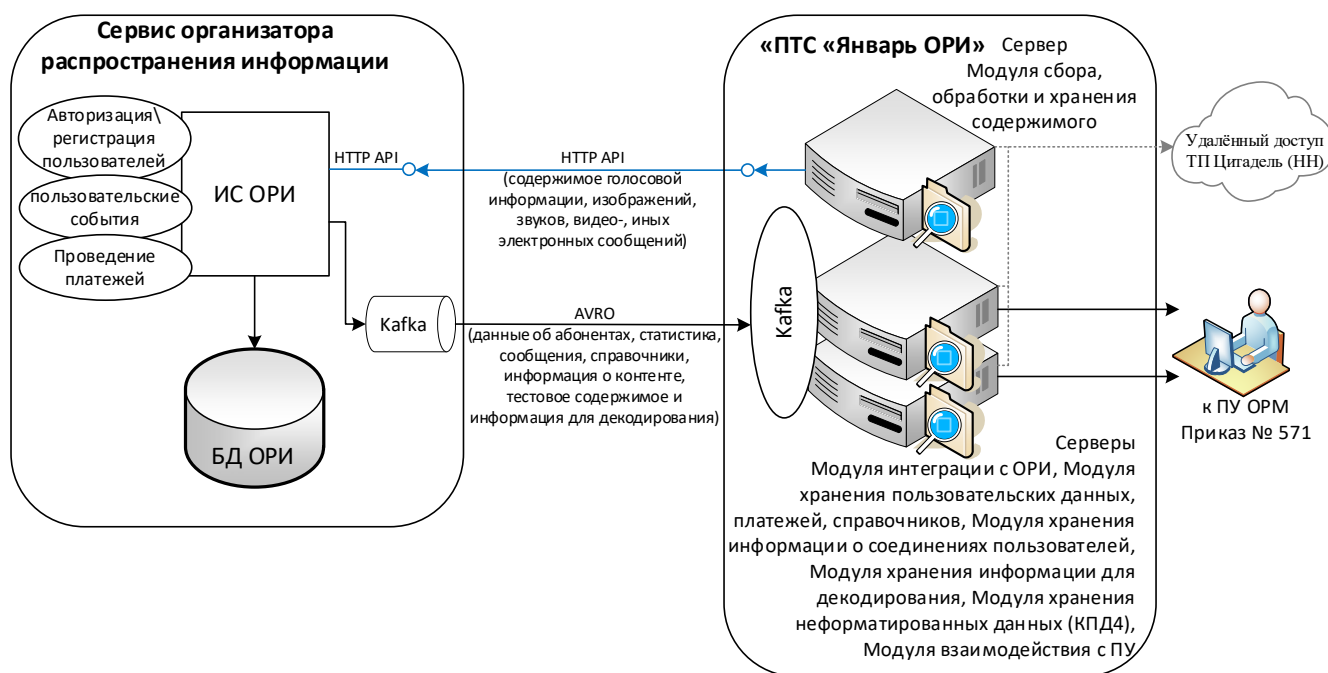 Сервис организатора
распространения информации
Авторизация\
регистрация
пользователей
пользовательские
события
Проведение
платежей
ИС ОРИ
БД ОРИ
HTTP API
Kafka
HTTP API
(содержимое голосовой
информации, изображений,
звуков, видео-, иных
электронных сообщений)
AVRO
(данные об абонентах, статистика,
сообщения, справочники,
информация о контенте,
тестовое содержимое и
информация для декодирования)
«ПТС «Январь ОРИ»
Сервер
Модуля сбора,
обработки и хранения
содержимого
Kafka
Серверы
Модуля интеграции с ОРИ, Модуля
хранения пользовательских данных,
платежей, справочников, Модуля хранения
информации о соединениях пользователей,
Модуля хранения информации для
декодирования, Модуля хранения
неформатированных данных (КПД4),
Модуля взаимодействия с ПУ
Удалённый доступ
ТП Цитадель (НН)
к ПУ ОРМ
Приказ № 571